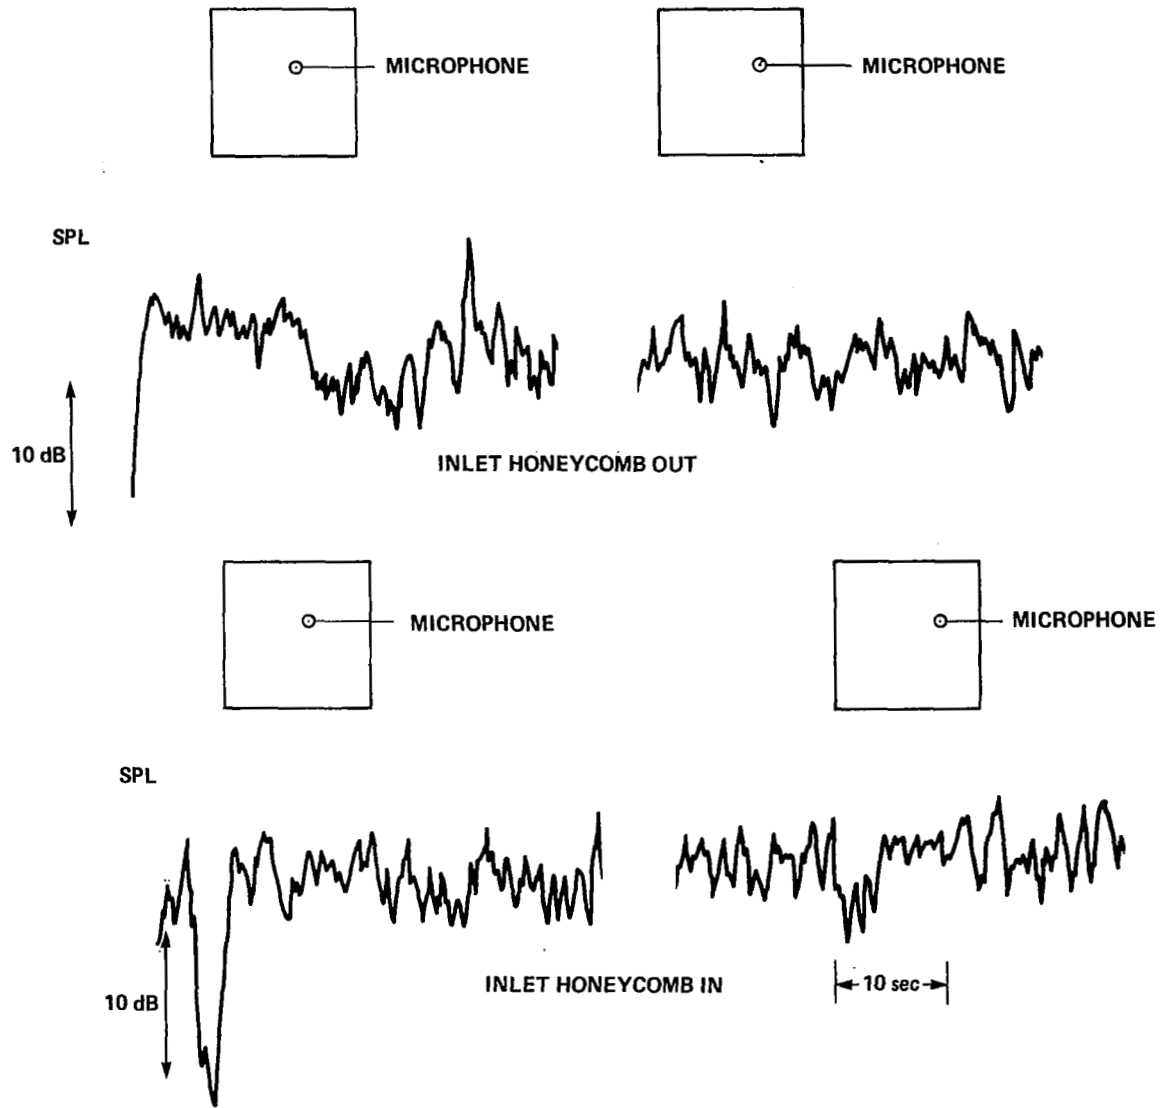 MICROPHONE
MICROPHONE
SPL
10 dB
INLET HONEYCOMB OUT
MICROPHONE
MICROPHONE
SPL
10 dB
INLET HONEYCOMB IN
10 sec